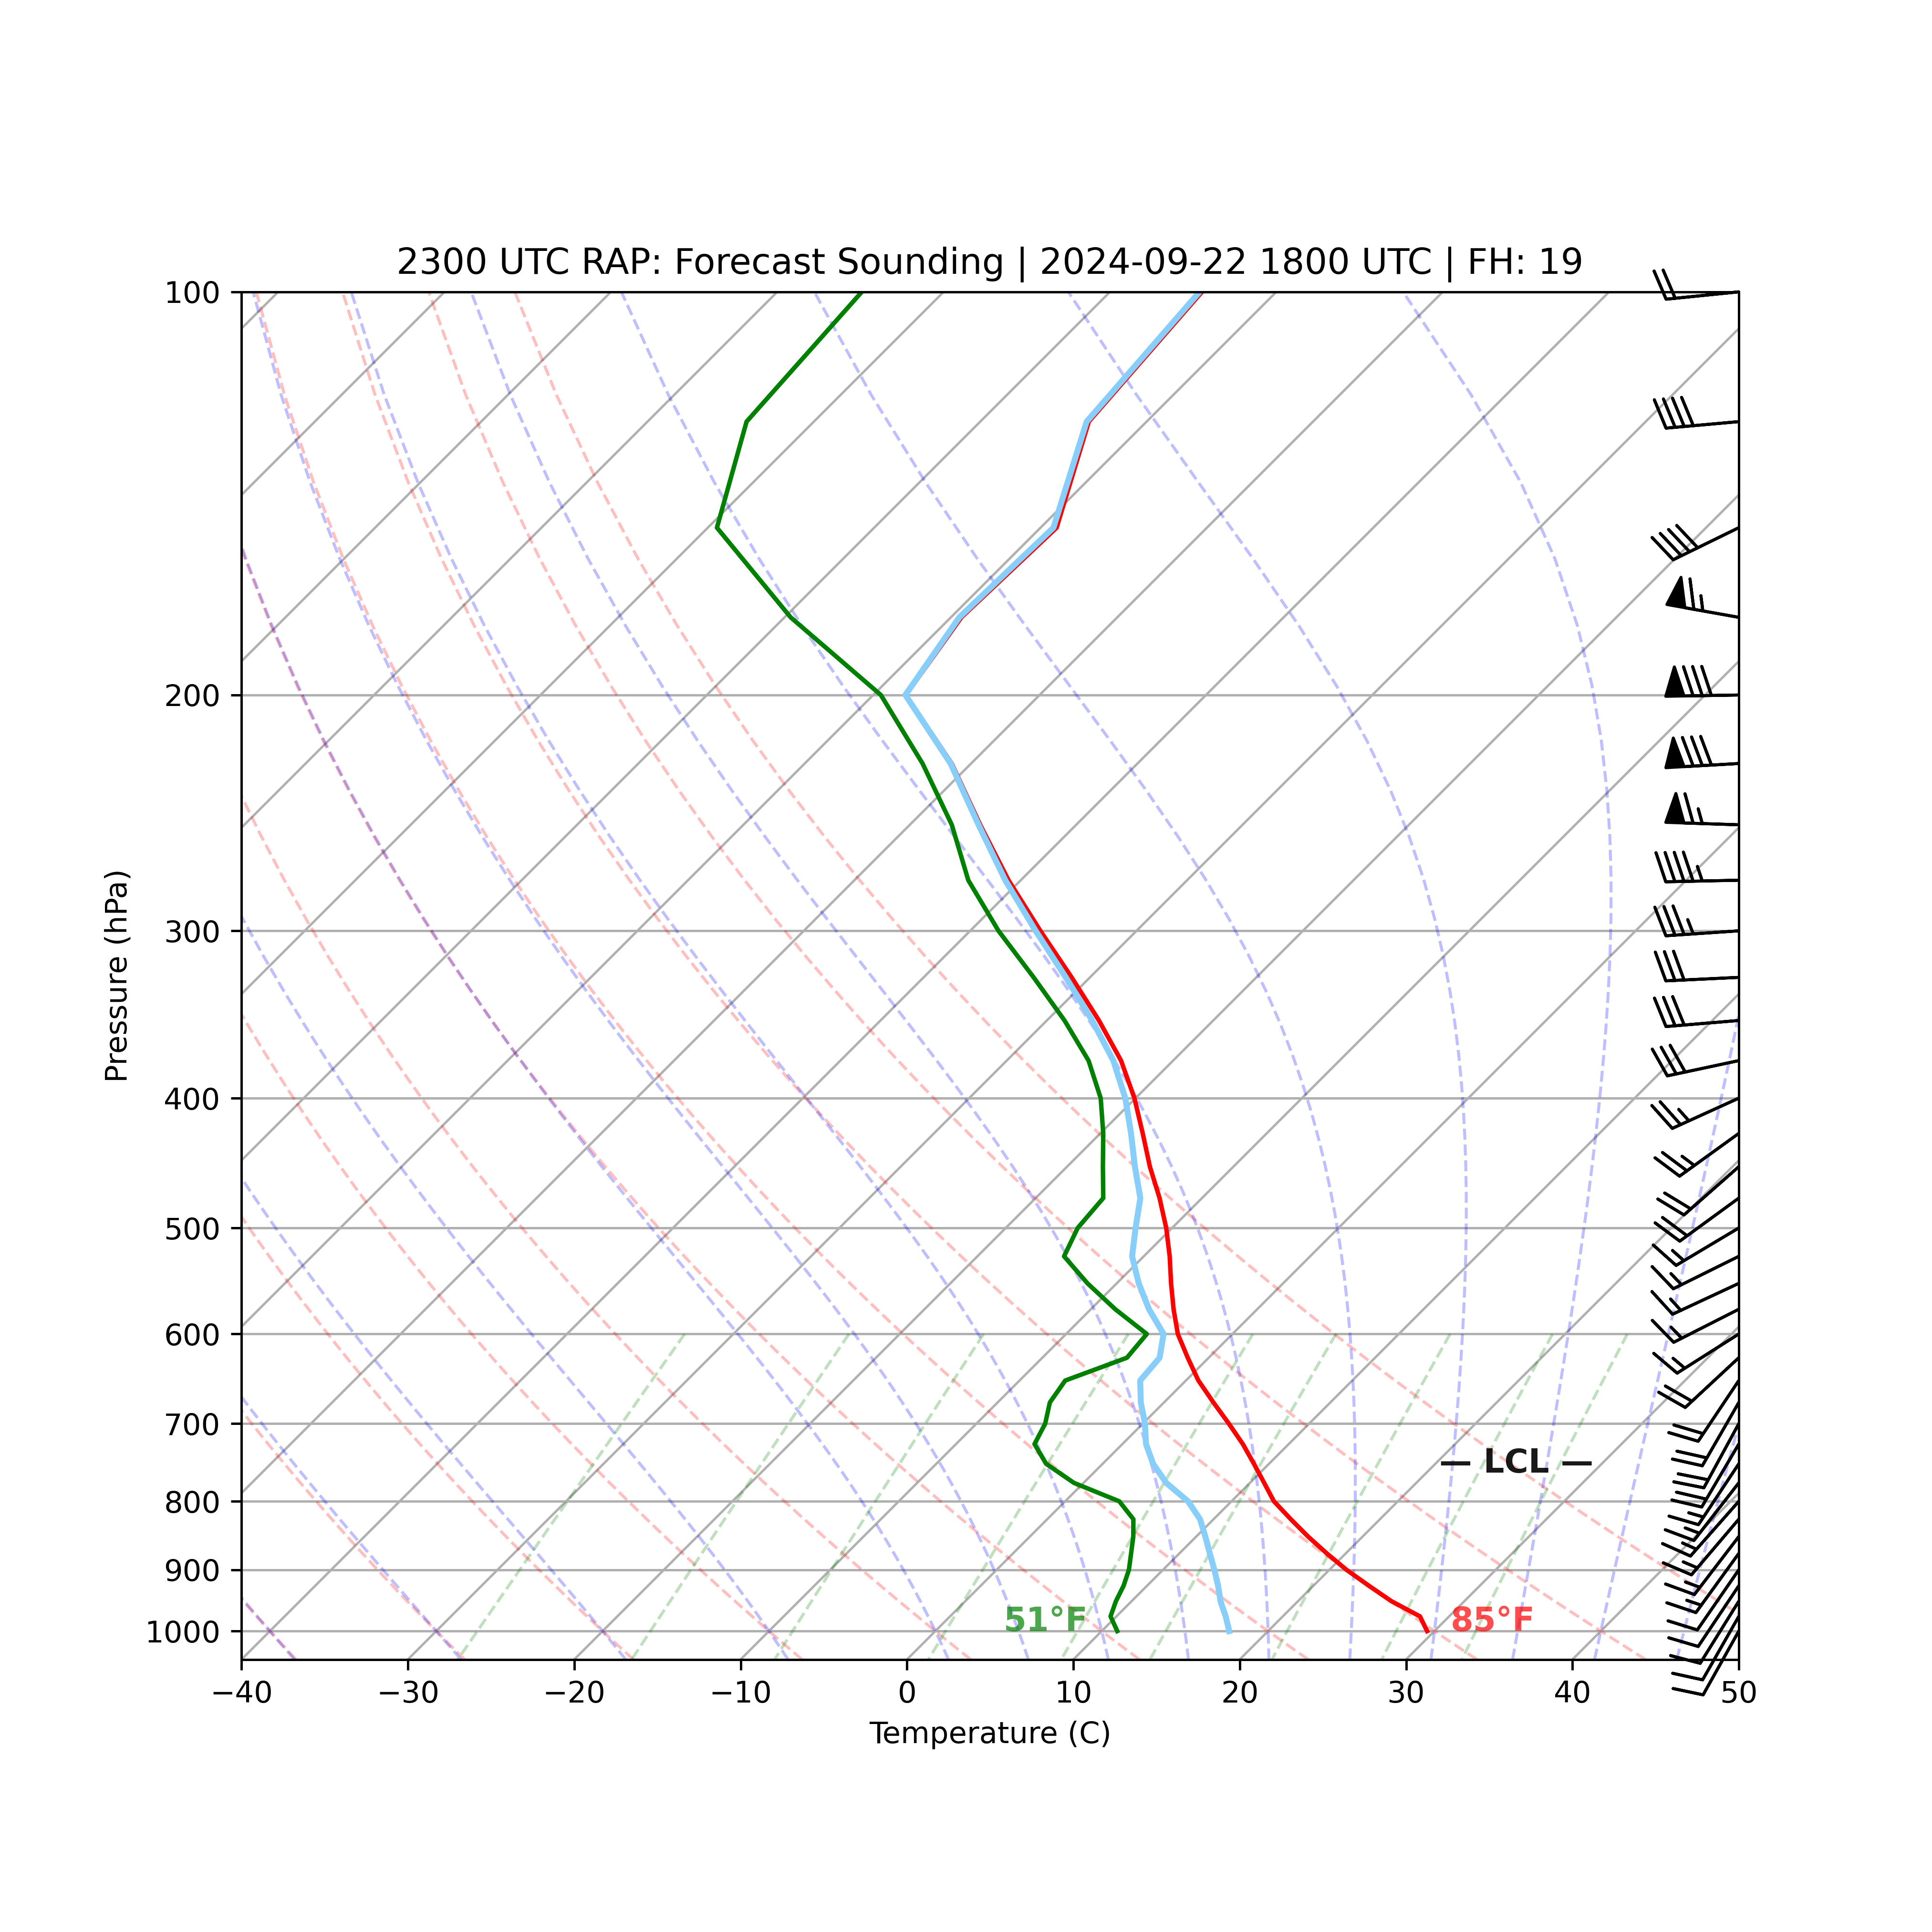 2300 UTC RAP: Forecast Sounding | 2024-09-22 1800 UTC | FH: 19
100
200
300
400
500
600
700
800
900
1000
Pressure (hPa)
— LCL —
51°F
85°F
−40 −30 −20 −10 0 10 20 30 40 50
Temperature (C)